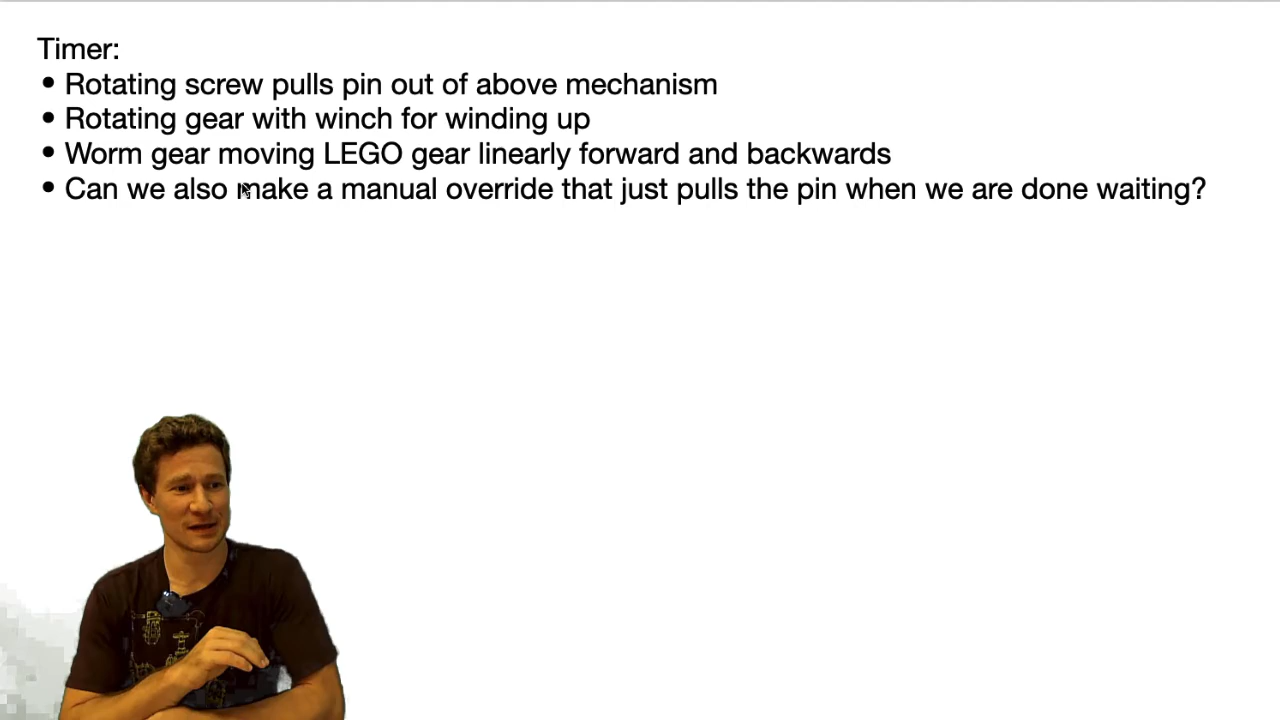 Timer:
• Rotating screw pulls pin out of above mechanism
• Rotating gear with winch for winding up
• Worm gear moving LEGO gear linearly forward and backwards
• Can we also make a manual override that just pulls the pin when we are done waiting?